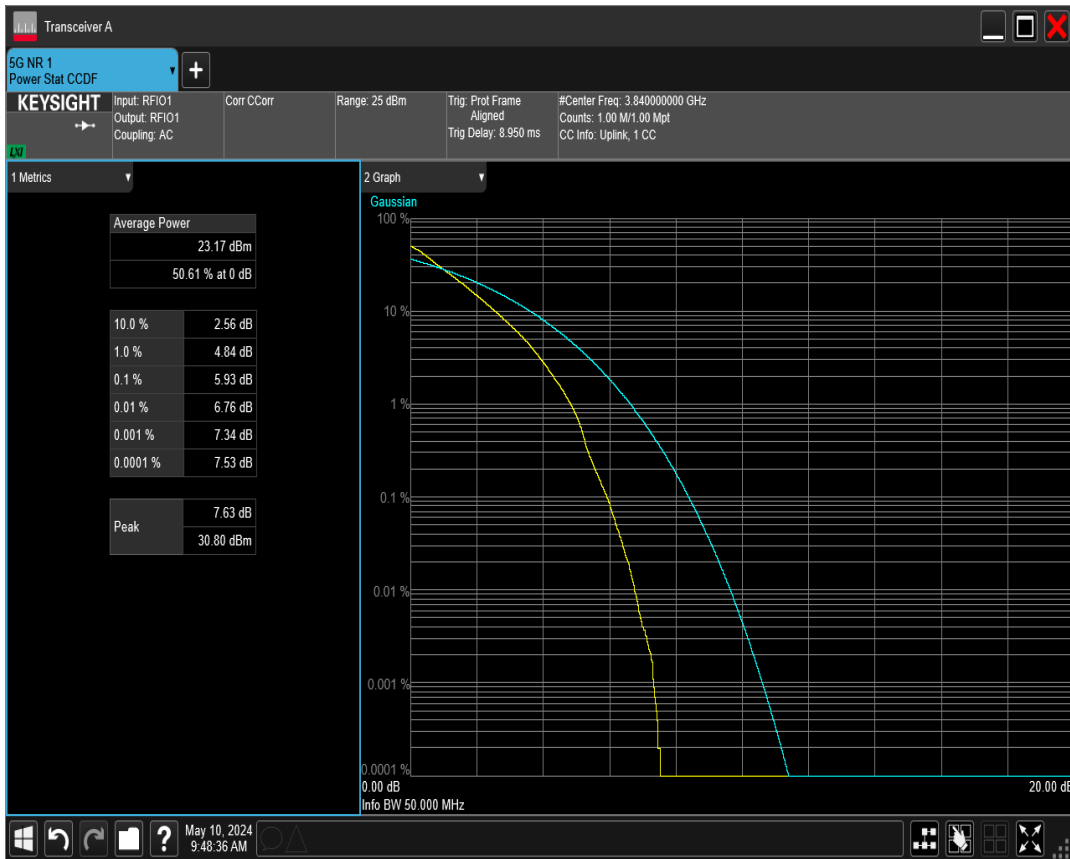 Transceiver A
5G NR 1
Power Stat CCDF
KEYSIGHT
LXI
Input: RFIO1
Output: RFIO1
Coupling: AC
Corr CCorr
Range: 25 dBm
Trig: Prot Frame
Aligned
Trig Delay: 8.950 ms
#Center Freq: 3.840000000 GHz
Counts: 1.00 M/1.00 Mpt
CC Info: Uplink, 1 CC
1 Metrics
Average Power
23.17 dBm
50.61 % at 0 dB
10.0 % 2.56 dB
1.0 % 4.84 dB
0.1 % 5.93 dB
0.01 % 6.76 dB
0.001 % 7.34 dB
0.0001 % 7.53 dB
Peak
7.63 dB
30.80 dBm
2 Graph
Gaussian
100 %
10 %
1 %
0.1 %
0.01 %
0.001 %
0.0001 %
0.00 dB 20.00 dB
Info BW 50.000 MHz
May 10, 2024
9:48:36 AM